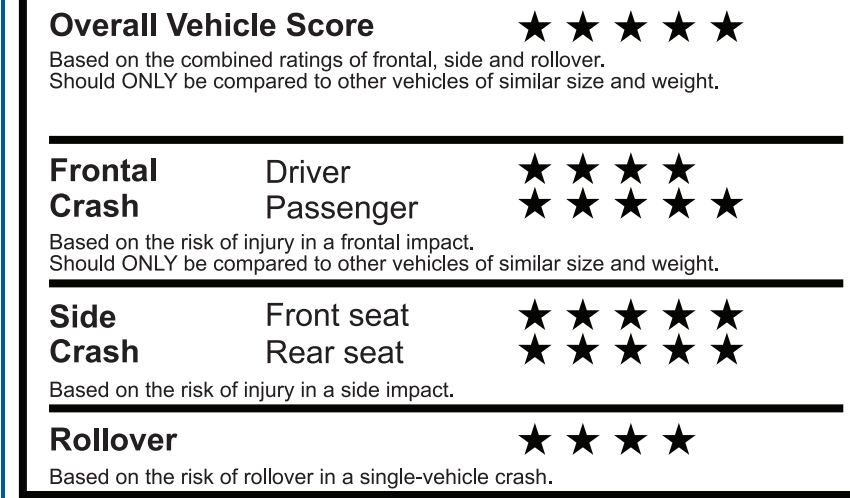 Overall Vehicle Score ★ ★ ★ ★ ★
Based on the combined ratings of frontal, side and rollover.
Should ONLY be compared to other vehicles of similar size and weight.
Frontal Driver ★ ★ ★ ★
Crash Passenger ★ ★ ★ ★ ★
Based on the risk of injury in a frontal impact.
Should ONLY be compared to other vehicles of similar size and weight.
Side Front seat ★ ★ ★ ★ ★
Crash Rear seat ★ ★ ★ ★ ★
Based on the risk of injury in a side impact.
Rollover ★ ★ ★ ★
Based on the risk of rollover in a single-vehicle crash.